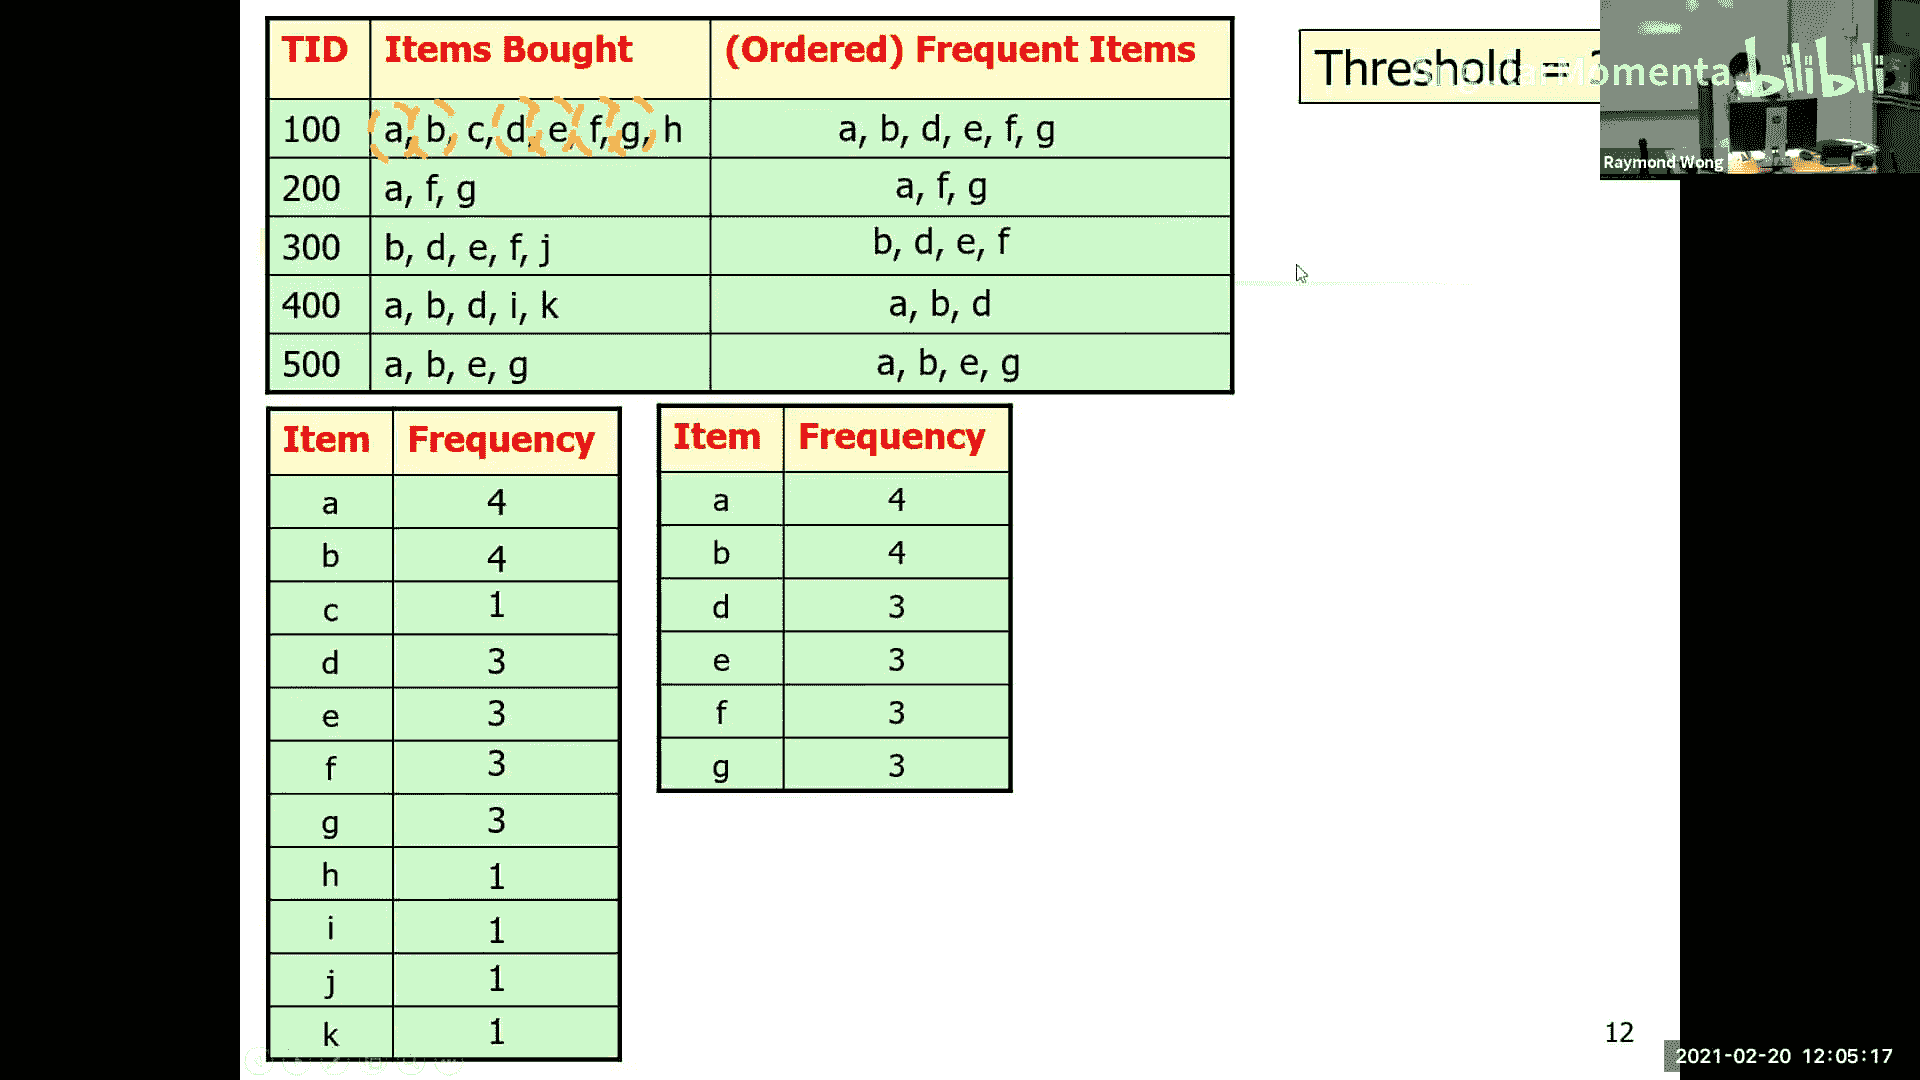 TID Items Bought (Ordered) Frequent Items
100 a, b, c, d, e, f, g, h a, b, d, e, f, g
200 a, f, g a, f, g
300 b, d, e, f, j b, d, e, f
400 a, b, d, i, k a, b, d
500 a, b, e, g a, b, e, g
Threshold =
Momenta bilibili
Raymond Wong
Item Frequency
a 4
b 4
c 1
d 3
e 3
f 3
g 3
h 1
i 1
j 1
k 1
Item Frequency
a 4
b 4
d 3
e 3
f 3
g 3
12
2021-02-20 12:05:17